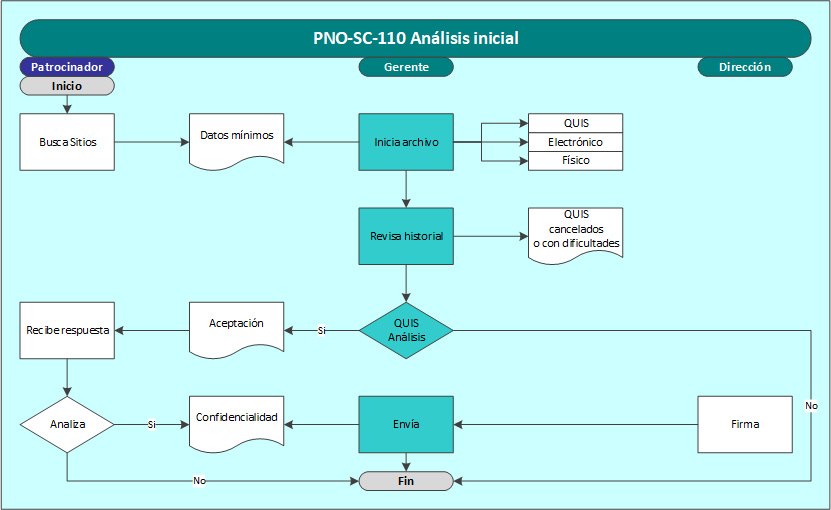 PNO-SC-110 Análisis inicial
Patrocinador
Gerente
Dirección
Inicio
Busca Sitios
Datos mínimos
Inicia archivo
QUIS
Electrónico
Físico
Revisa historial
QUIS
cancelados
o con dificultades
Recibe respuesta
Aceptación
Si
QUIS
Análisis
No
Analiza
Si
Confidencialidad
Envía
Firma
No
Fin